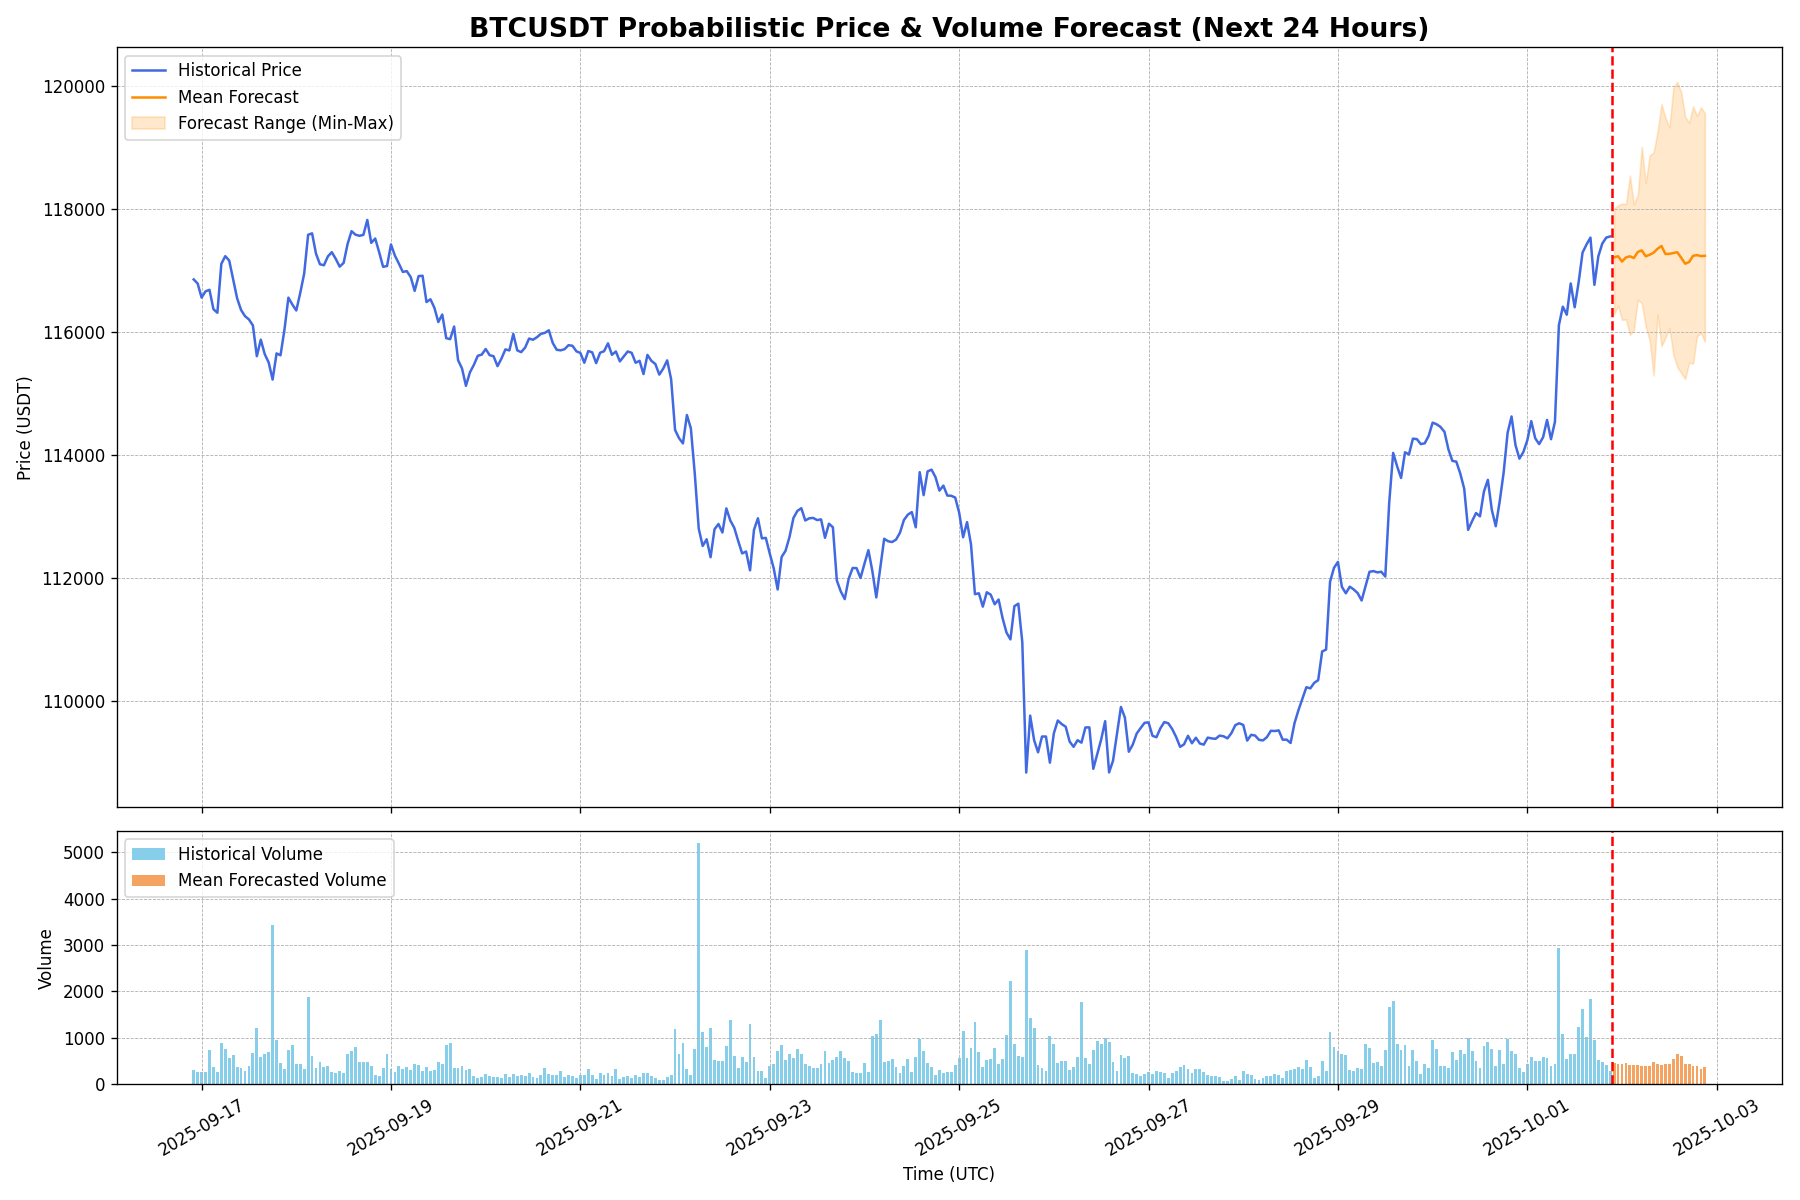 BTCUSDT Probabilistic Price & Volume Forecast (Next 24 Hours)
Historical Price
Mean Forecast
Forecast Range (Min-Max)
120000
118000
116000
114000
112000
110000
Price (USDT)
Historical Volume
Mean Forecasted Volume
5000
4000
3000
2000
1000
0
Volume
2025-09-17
2025-09-19
2025-09-21
2025-09-23
2025-09-25
2025-09-27
2025-09-29
2025-10-01
2025-10-03
Time (UTC)